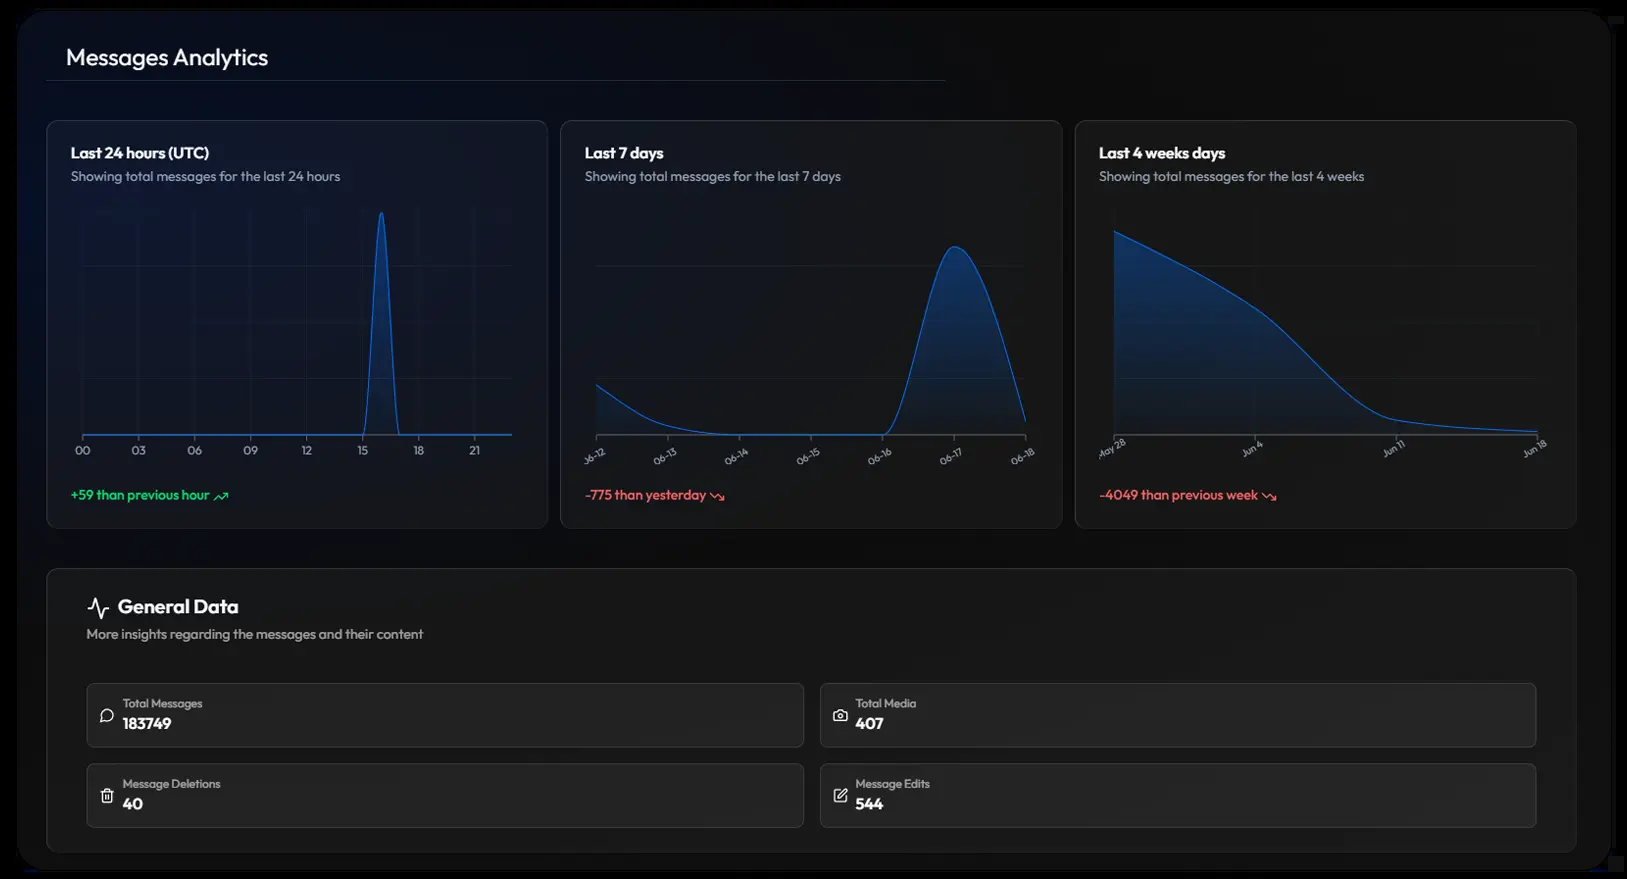 Messages Analytics
Last 24 hours (UTC)
Showing total messages for the last 24 hours
00 03 06 09 12 15 18 21
+59 than previous hour
Last 7 days
Showing total messages for the last 7 days
06-12 06-13 06-14 06-15 06-16 06-17 06-18
-775 than yesterday
Last 4 weeks days
Showing total messages for the last 4 weeks
May 28 Jun 4 Jun 11 Jun 18
-4049 than previous week
General Data
More insights regarding the messages and their content
Total Messages
183749
Total Media
407
Message Deletions
40
Message Edits
544